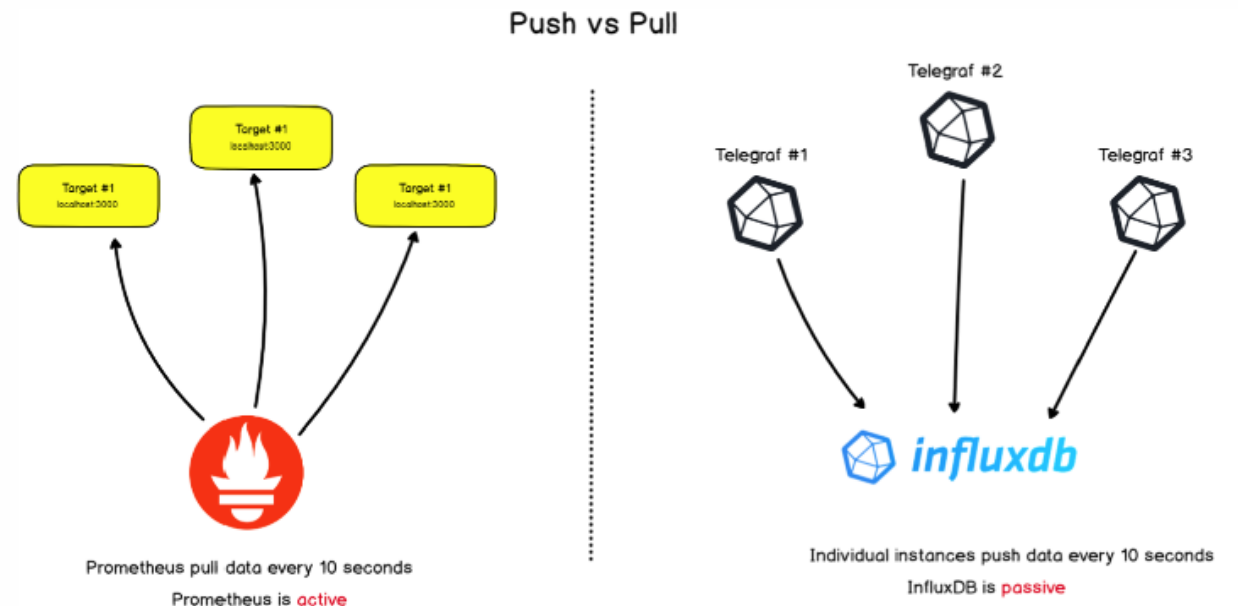 Push vs Pull
Target #1
localhost:3000
Target #1
localhost:3000
Target #1
localhost:3000
Prometheus pull data every 10 seconds
Prometheus is active
Telegraf #1
Telegraf #2
Telegraf #3
influxdb
Individual instances push data every 10 seconds
InfluxDB is passive